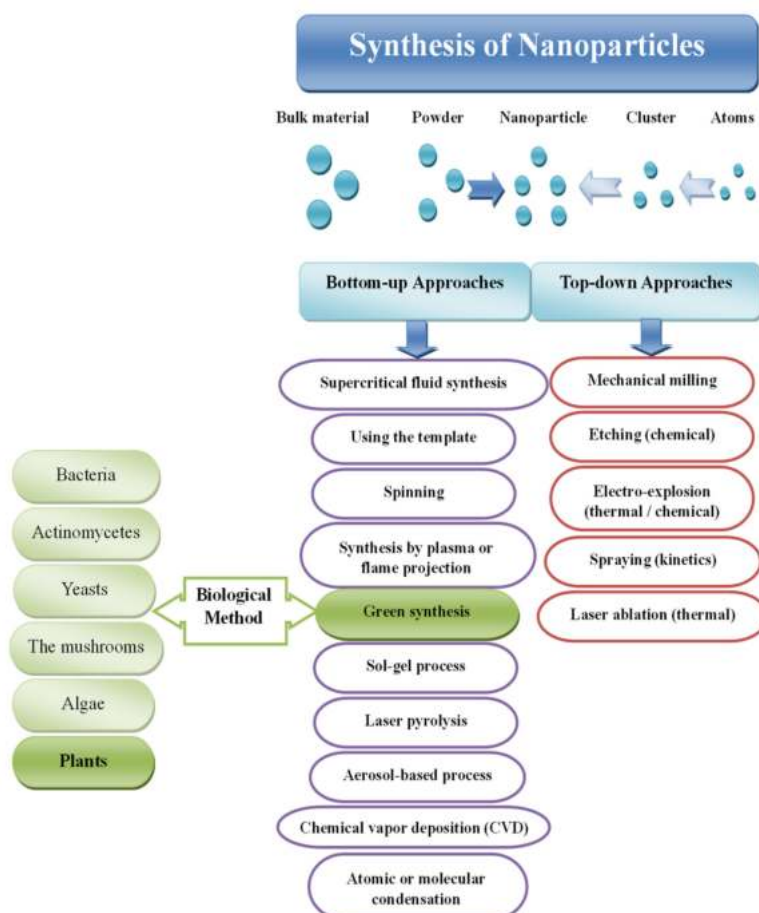 Synthesis of Nanoparticles
Bulk material Powder Nanoparticle Cluster Atoms
Bottom-up Approaches
Top-down Approaches
Supercritical fluid synthesis
Using the template
Spinning
Synthesis by plasma or
flame projection
Green synthesis
Sol-gel process
Laser pyrolysis
Aerosol-based process
Chemical vapor deposition (CVD)
Atomic or molecular
condensation
Mechanical milling
Etching (chemical)
Electro-explosion
(thermal / chemical)
Spraying (kinetics)
Laser ablation (thermal)
Biological
Method
Bacteria
Actinomycetes
Yeasts
The mushrooms
Algae
Plants